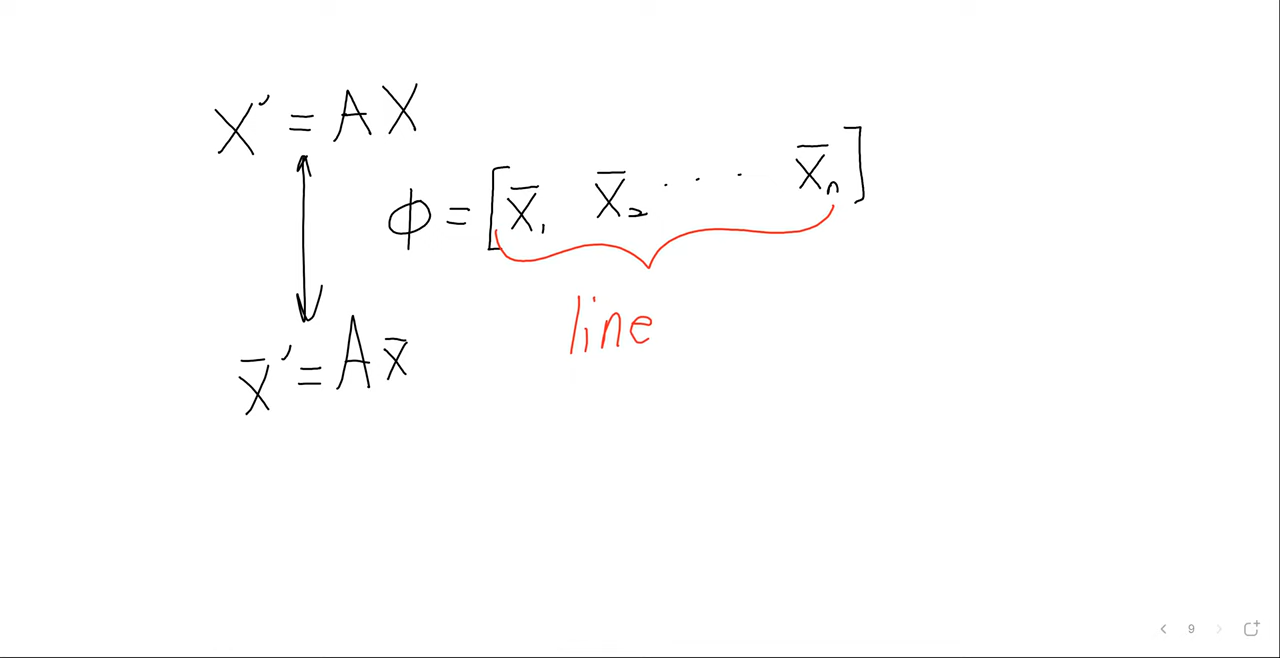 X′ = AX
ϕ = [x̄₁ x̄₂ · · · x̄ₙ]
line
x̄′ = Ax̄
9